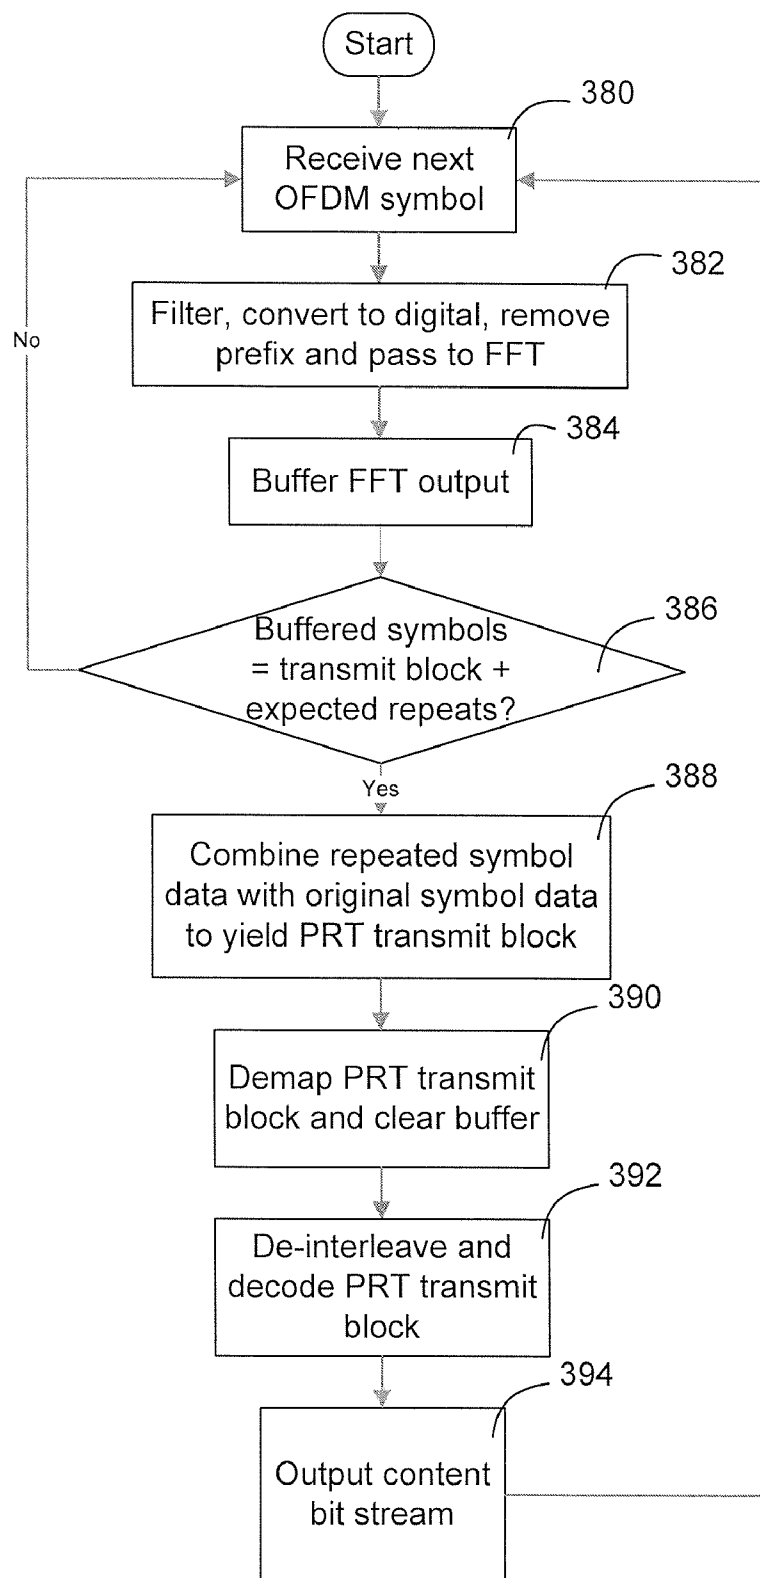 Start
380
Receive next
OFDM symbol
382
Filter, convert to digital, remove
prefix and pass to FFT
No
384
Buffer FFT output
386
Buffered symbols
= transmit block +
expected repeats?
Yes
388
Combine repeated symbol
data with original symbol data
to yield PRT transmit block
390
Demap PRT transmit
block and clear buffer
392
De-interleave and
decode PRT transmit
block
394
Output content
bit stream